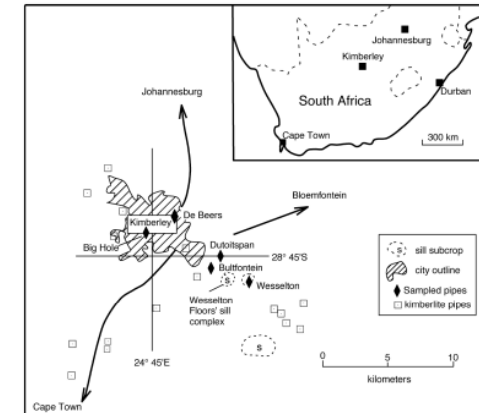 Johannesburg
Kimberley
Durban
South Africa
Cape Town
300 km
Johannesburg
Bloemfontein
De Beers
Kimberley
Big Hole
Dutoitspan
28° 45'S
Bultfontein
Wesselton
S
Wesselton
Floors' sill
complex
24° 45'E
S
S sill subcrop
city outline
Sampled pipes
kimberlite pipes
0 5 10
kilometers
Cape Town